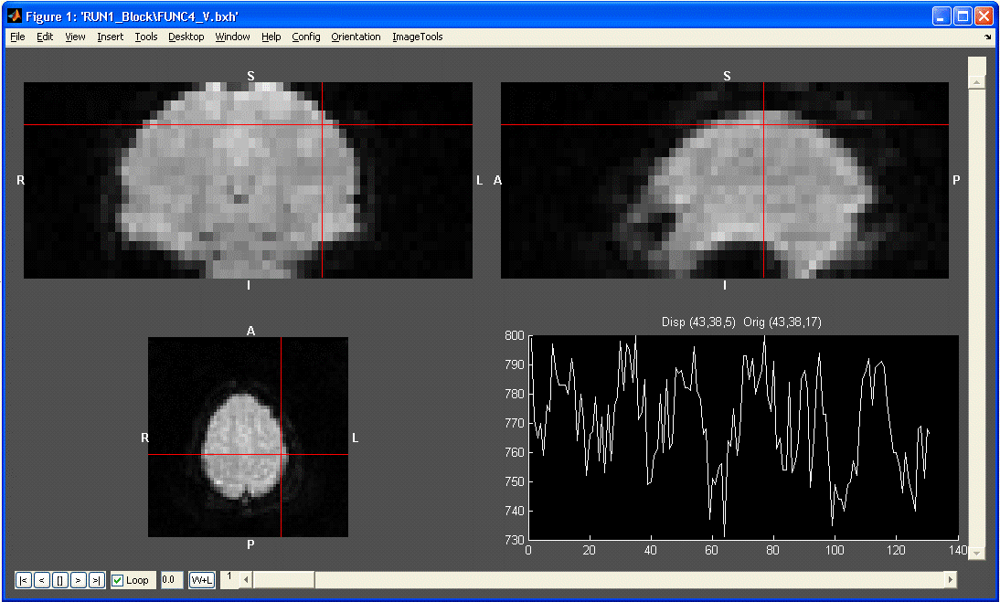 Figure 1: 'RUN1_Block\FUNC4_V.bxh'
File Edit View Insert Tools Desktop Window Help Config Orientation ImageTools
S
S
R
L
A
P
I
I
Disp (43,38,5) Orig (43,38,17)
A
R
L
P
800
790
780
770
760
750
740
730
0 20 40 60 80 100 120 140
|< < [] > >| Loop 0.0 W+L 1